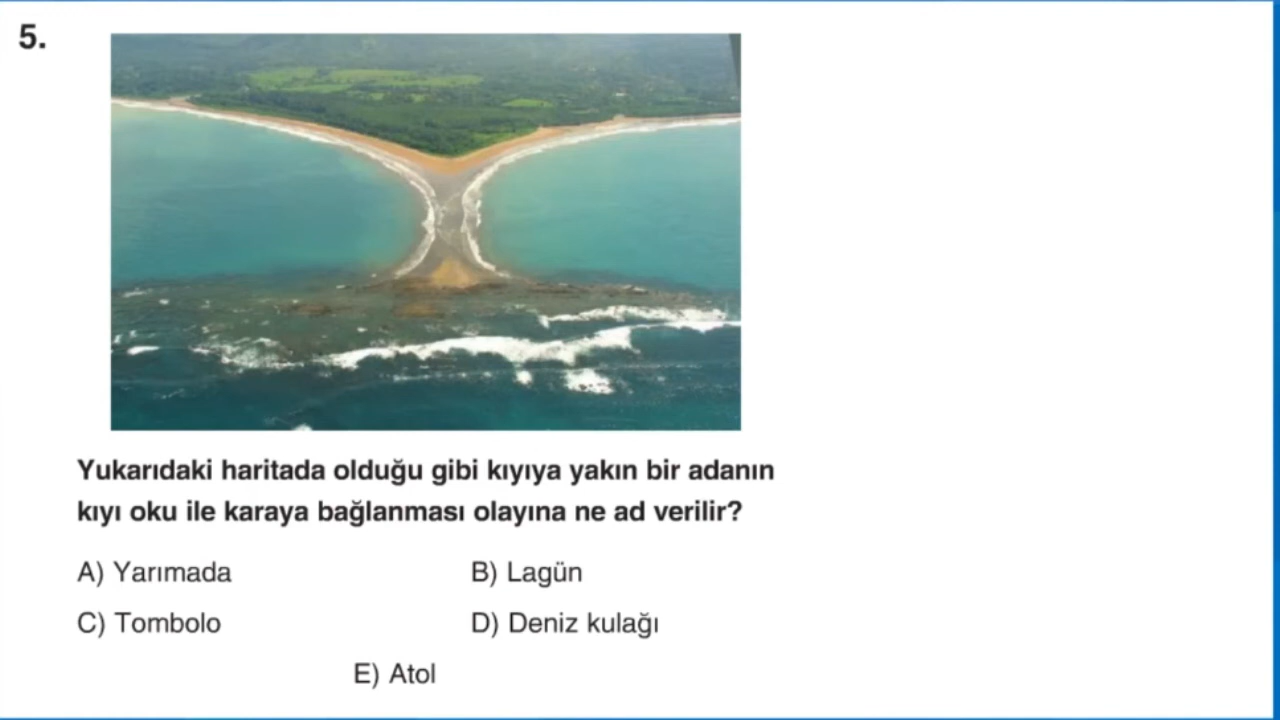 5.
Yukarıdaki haritada olduğu gibi kıyıya yakın bir adanın
kıyı oku ile karaya bağlanması olayına ne ad verilir?
A) Yarımada
B) Lagün
C) Tombolo
D) Deniz kulağı
E) Atol